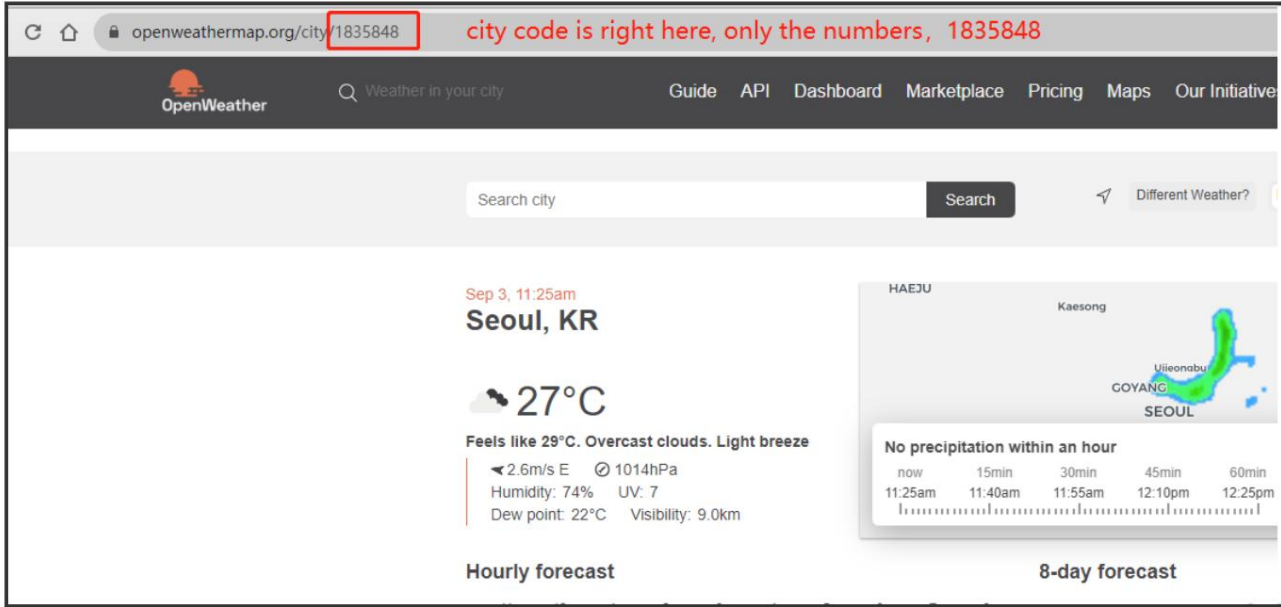 openweathermap.org/city/1835848
city code is right here, only the numbers, 1835848
OpenWeather
Weather in your city
Guide API Dashboard Marketplace Pricing Maps Our Initiatives
Search city
Search
Different Weather?
Sep 3, 11:25am
Seoul, KR
27°C
Feels like 29°C. Overcast clouds. Light breeze
2.6m/s E 1014hPa
Humidity: 74% UV: 7
Dew point: 22°C Visibility: 9.0km
HAEJU
Kaesong
Uijeongbu
GOYANG
SEOUL
No precipitation within an hour
now 15min 30min 45min 60min
11:25am 11:40am 11:55am 12:10pm 12:25pm
Hourly forecast
8-day forecast